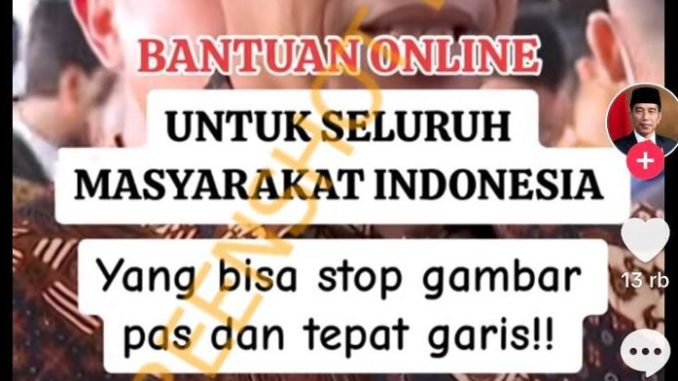 BANTUAN ONLINE
UNTUK SELURUH
MASYARAKAT INDONESIA
Yang bisa stop gambar
pas dan tepat garis!!
13 rb